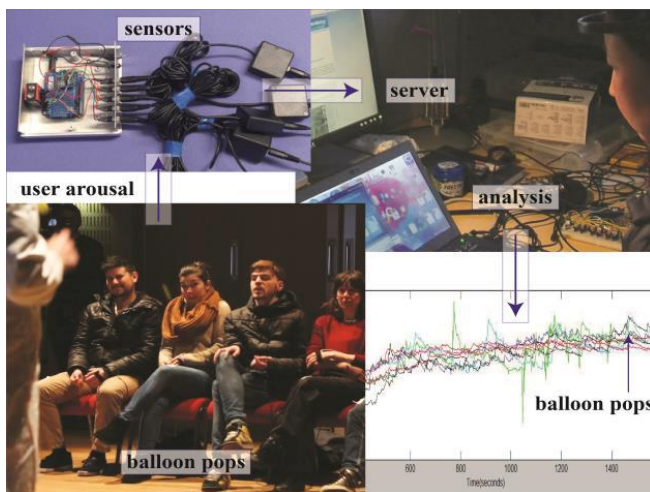 sensors
server
user arousal
analysis
balloon pops
balloon pops
600
800
1000
1200
1400
Time(seconds)